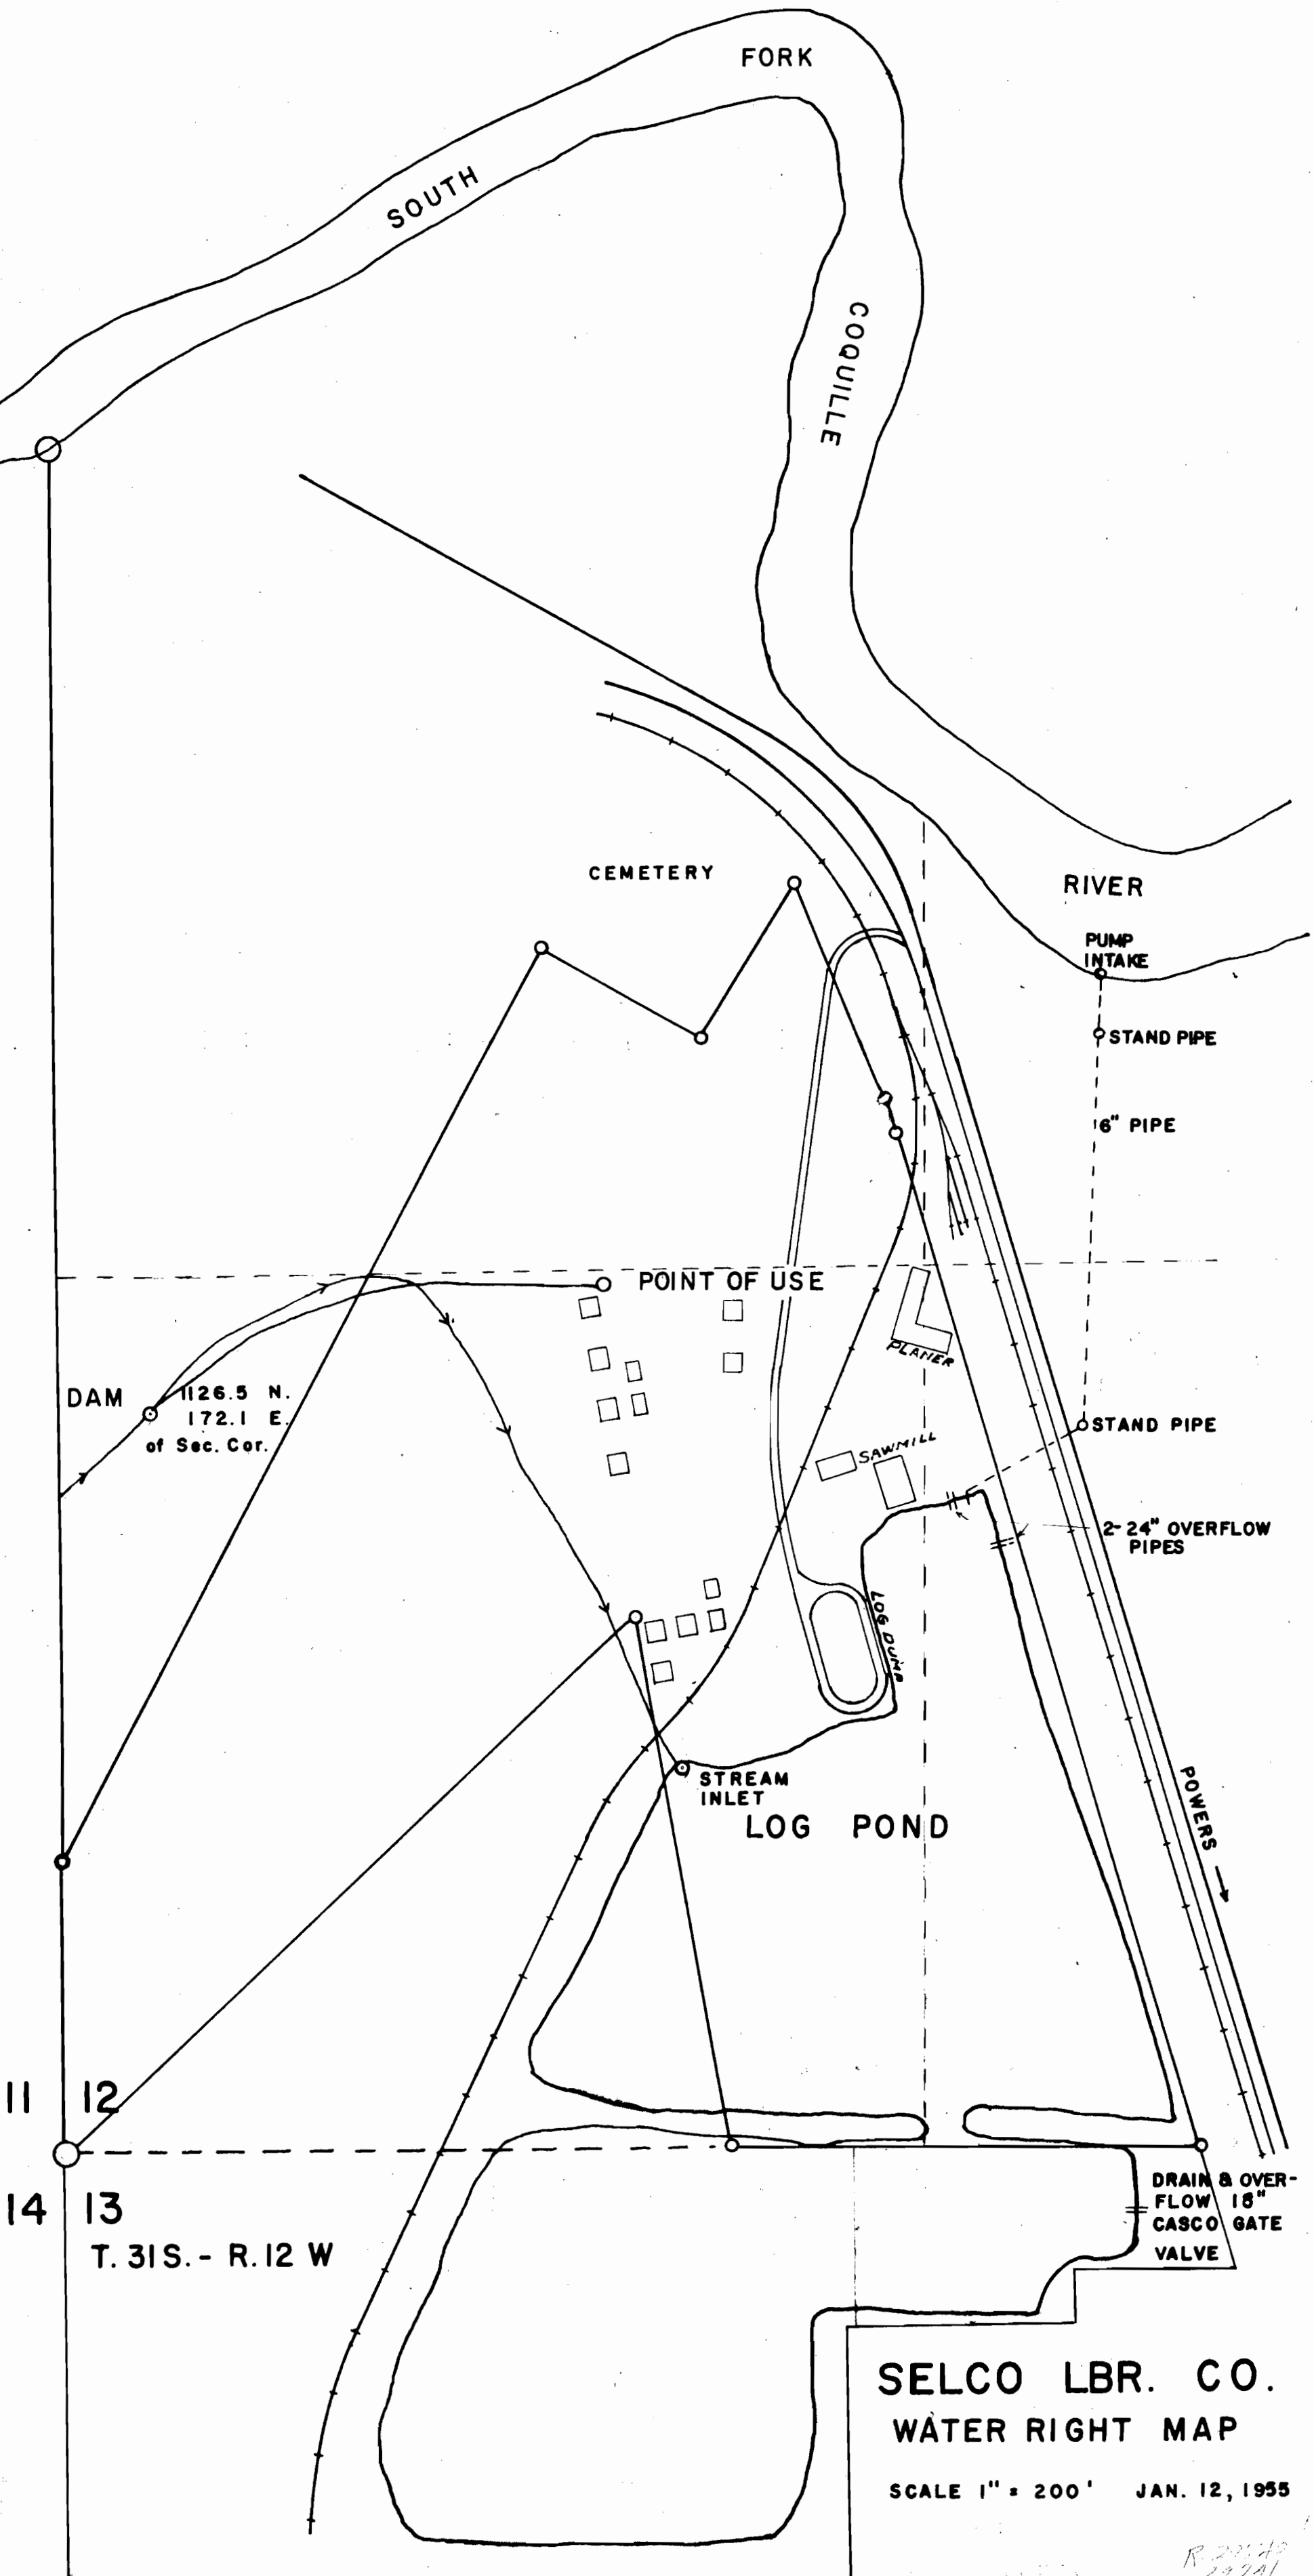 FORK
SOUTH
COQUILLE
CEMETERY
RIVER
PUMP
INTAKE
STAND PIPE
6" PIPE
POINT OF USE
PLANER
DAM
1126.5 N.
172.1 E.
of Sec. Cor.
STAND PIPE
SAWMILL
2-24" OVERFLOW
PIPES
LOG DUMP
STREAM
INLET
LOG POND
POWERS
11 12
14 13
T. 31 S. - R. 12 W
DRAIN & OVER-
FLOW 18"
CASCO GATE
VALVE
SELCO LBR. CO.
WATER RIGHT MAP
SCALE 1" = 200' JAN. 12, 1955